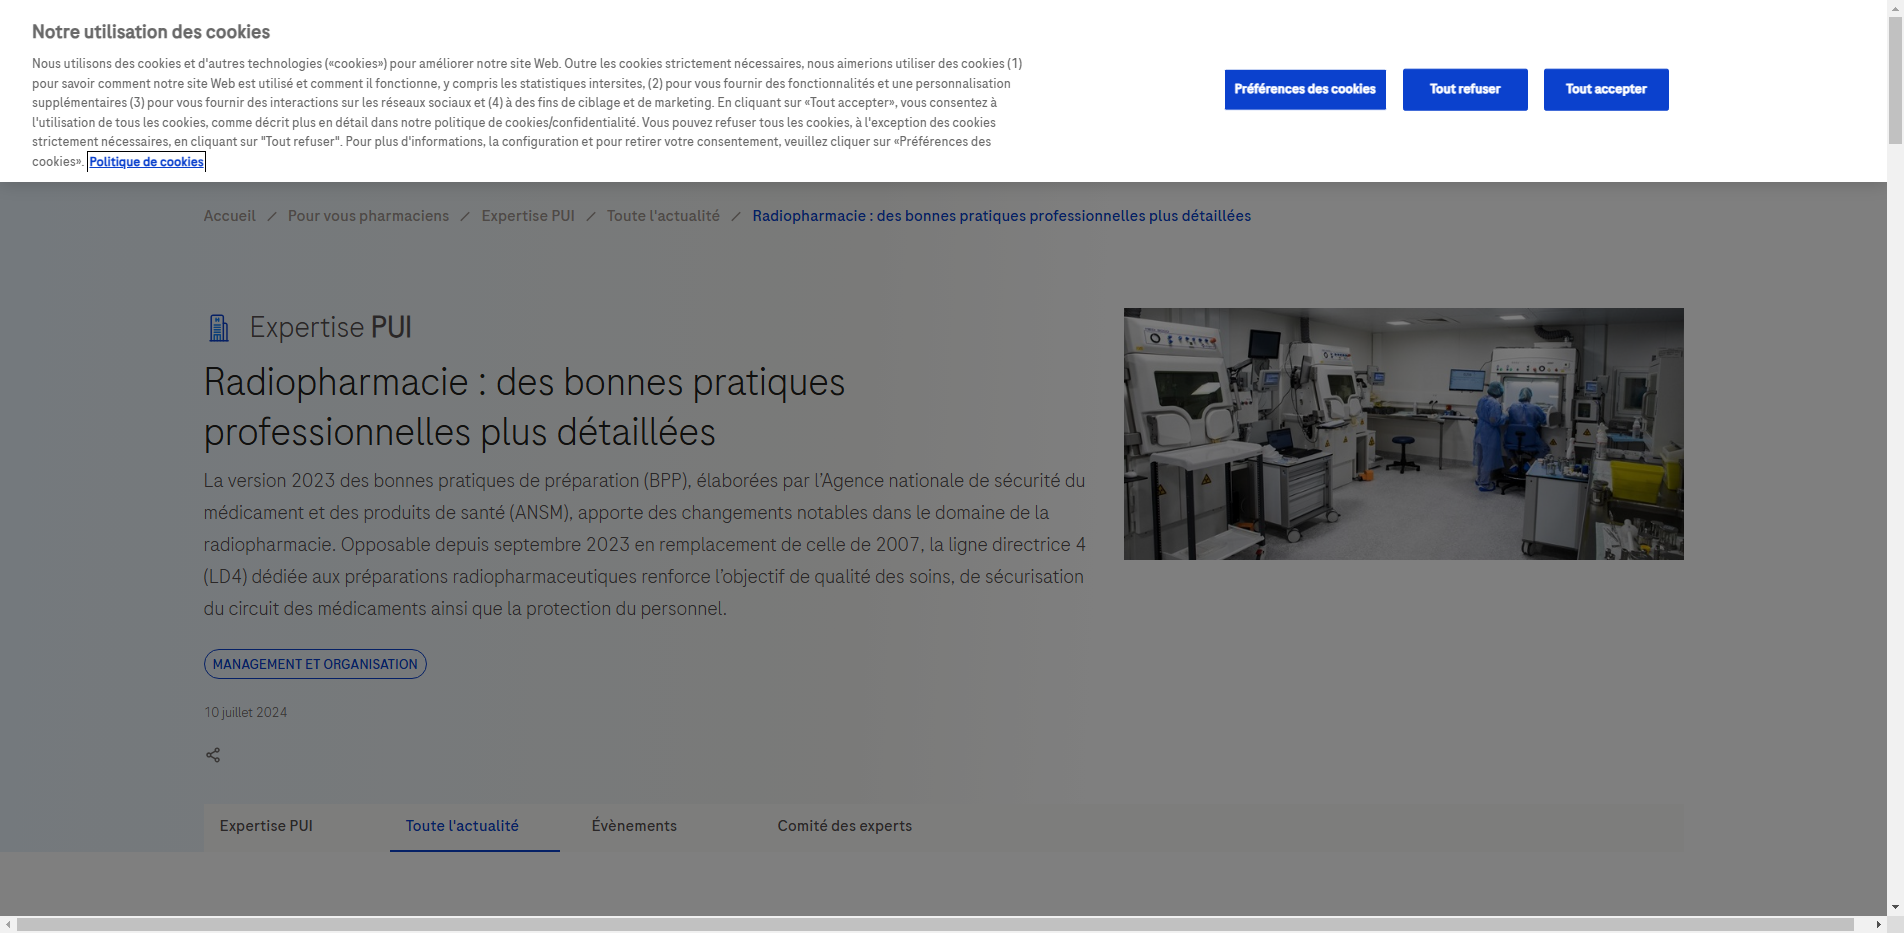 Notre utilisation des cookies
Nous utilisons des cookies et d'autres technologies («cookies») pour améliorer notre site Web. Outre les cookies strictement nécessaires, nous aimerions utiliser des cookies (1)
pour savoir comment notre site Web est utilisé et comment il fonctionne, y compris les statistiques intersites, (2) pour vous fournir des fonctionnalités et une personnalisation
supplémentaires (3) pour vous fournir des interactions sur les réseaux sociaux et (4) à des fins de ciblage et de marketing. En cliquant sur «Tout accepter», vous consentez à
l'utilisation de tous les cookies, comme décrit plus en détail dans notre politique de cookies/confidentialité. Vous pouvez refuser tous les cookies, à l'exception des cookies
strictement nécessaires, en cliquant sur "Tout refuser". Pour plus d'informations, la configuration et pour retirer votre consentement, veuillez cliquer sur «Préférences des
cookies». Politique de cookies
Préférences des cookies
Tout refuser
Tout accepter
Accueil / Pour vous pharmaciens / Expertise PUI / Toute l'actualité / Radiopharmacie : des bonnes pratiques professionnelles plus détaillées
Expertise PUI
Radiopharmacie : des bonnes pratiques
professionnelles plus détaillées
La version 2023 des bonnes pratiques de préparation (BPP), élaborées par l’Agence nationale de sécurité du
médicament et des produits de santé (ANSM), apporte des changements notables dans le domaine de la
radiopharmacie. Opposable depuis septembre 2023 en remplacement de celle de 2007, la ligne directrice 4
(LD4) dédiée aux préparations radiopharmaceutiques renforce l’objectif de qualité des soins, de sécurisation
du circuit des médicaments ainsi que la protection du personnel.
MANAGEMENT ET ORGANISATION
10 juillet 2024
Expertise PUI
Toute l'actualité
Évènements
Comité des experts